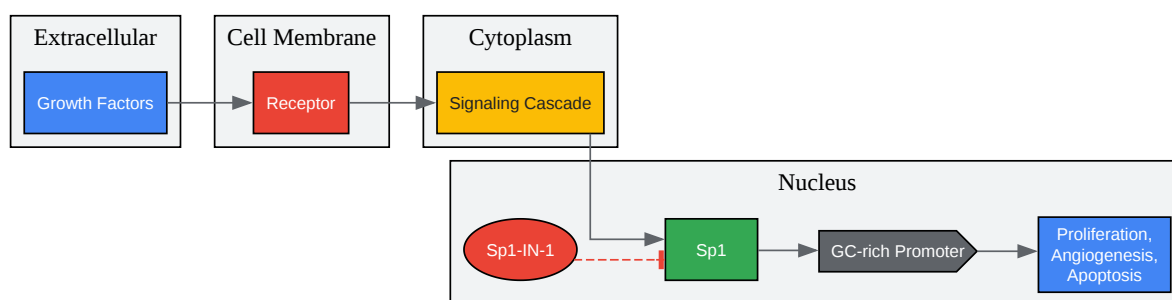 Extracellular
Cell Membrane
Cytoplasm
Growth Factors
Receptor
Signaling Cascade
Nucleus
Sp1-IN-1
Sp1
GC-rich Promoter
Proliferation,
Angiogenesis,
Apoptosis